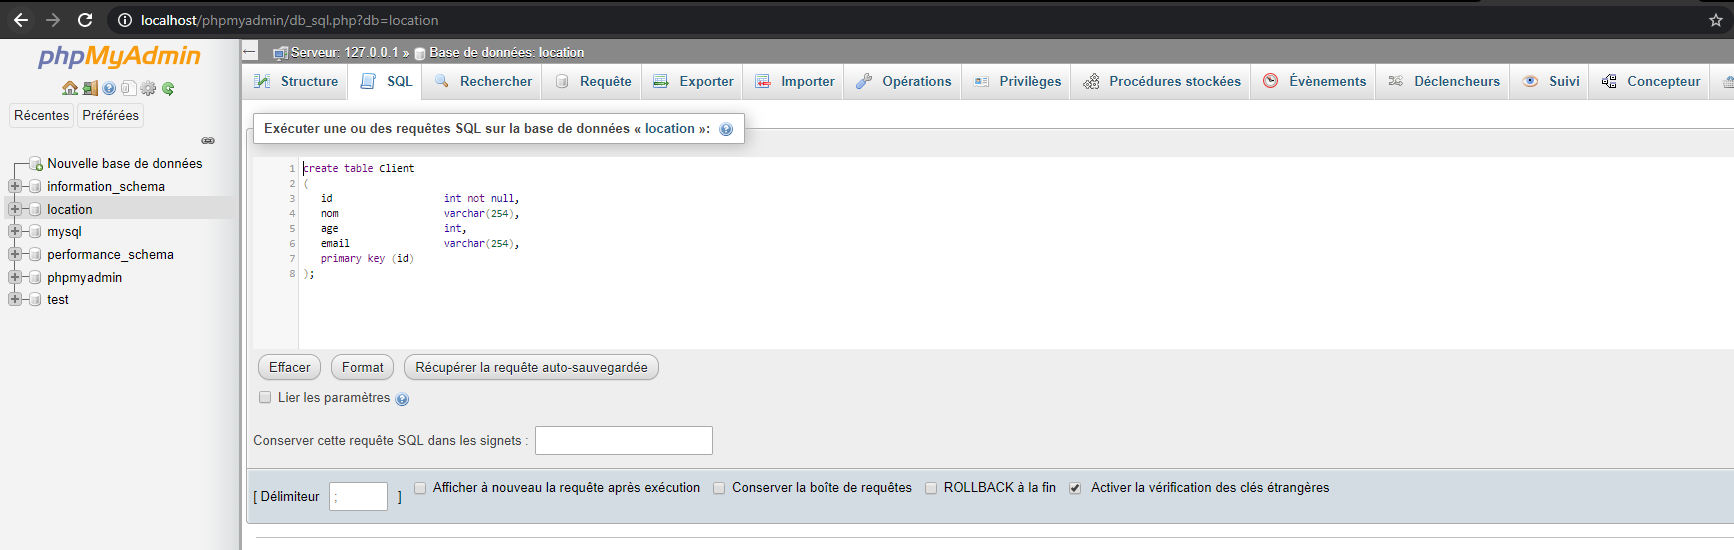 localhost/phpmyadmin/db_sql.php?db=location
phpMyAdmin
Récentes Préférées
Nouvelle base de données
information_schema
location
mysql
performance_schema
phpmyadmin
test
Serveur: 127.0.0.1 » Base de données: location
Structure SQL Rechercher Requête Exporter Importer Opérations Privilèges Procédures stockées Évènements Déclencheurs Suivi Concepteur
Exécuter une ou des requêtes SQL sur la base de données « location »:
1 create table Client
2 (
3 id int not null,
4 nom varchar(254),
5 age int,
6 email varchar(254),
7 primary key (id)
8 );
Effacer Format Récupérer la requête auto-sauvegardée
Lier les paramètres
Conserver cette requête SQL dans les signets :
[ Délimiteur ; ] Afficher à nouveau la requête après exécution Conserver la boîte de requêtes ROLLBACK à la fin Activer la vérification des clés étrangères